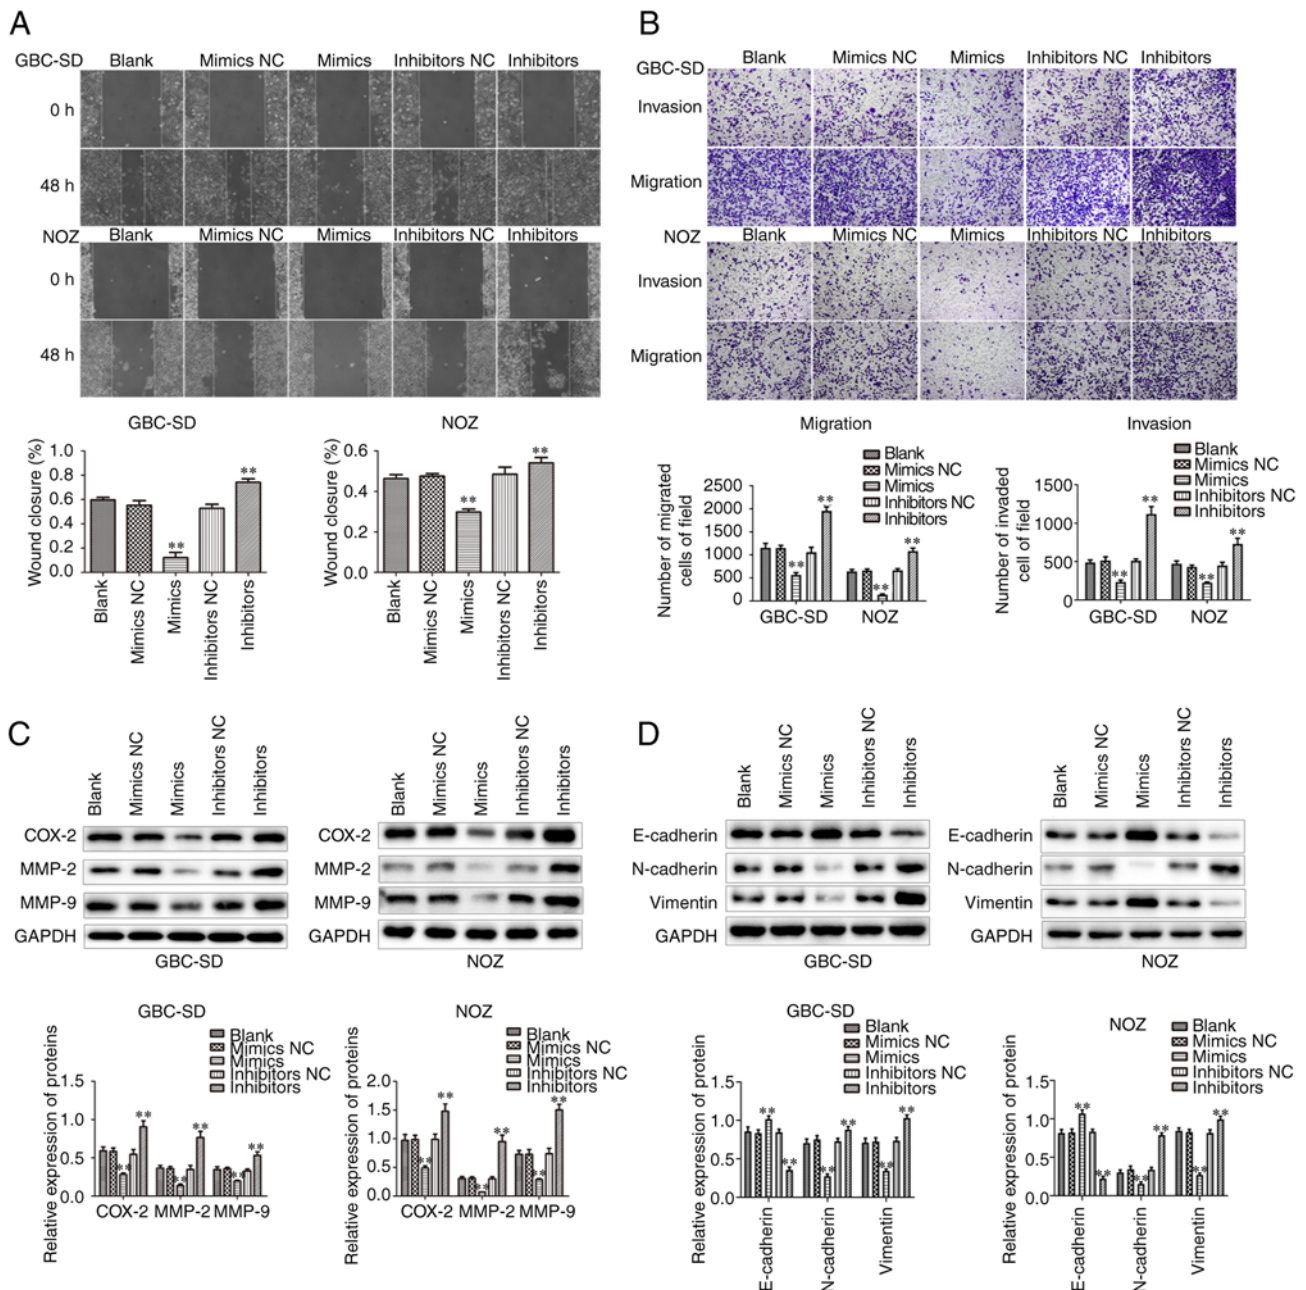 A
GBC-SD Blank Mimics NC Mimics Inhibitors NC Inhibitors
0 h
48 h
NOZ Blank Mimics NC Mimics Inhibitors NC Inhibitors
0 h
48 h
GBC-SD
Wound closure (%)
1.0
0.8
0.6
0.4
0.2
0.0
**
**
Blank
Mimics NC
Mimics
Inhibitors NC
Inhibitors
NOZ
Wound closure (%)
0.6
0.4
0.2
0.0
**
**
Blank
Mimics NC
Mimics
Inhibitors NC
Inhibitors
B
Blank Mimics NC Mimics Inhibitors NC Inhibitors
GBC-SD
Invasion
Migration
NOZ Blank Mimics NC Mimics Inhibitors NC Inhibitors
Invasion
Migration
Migration
Blank
Mimics NC
Mimics
Inhibitors NC
Inhibitors
Number of migrated
cells of field
2500
2000
1500
1000
500
0
**
**
**
**
GBC-SD NOZ
Invasion
Blank
Mimics NC
Mimics
Inhibitors NC
Inhibitors
Number of invaded
cell of field
1500
1000
500
0
**
**
**
**
GBC-SD NOZ
C
Blank
Mimics NC
Mimics
Inhibitors NC
Inhibitors
COX-2
MMP-2
MMP-9
GAPDH
GBC-SD
Blank
Mimics NC
Mimics
Inhibitors NC
Inhibitors
COX-2
MMP-2
MMP-9
GAPDH
NOZ
GBC-SD
Blank
Mimics NC
Mimics
Inhibitors NC
Inhibitors
Relative expression of proteins
1.5
1.0
0.5
0.0
**
**
**
**
**
**
COX-2 MMP-2 MMP-9
NOZ
Blank
Mimics NC
Mimics
Inhibitors NC
Inhibitors
Relative expression of proteins
2.0
1.5
1.0
0.5
0.0
**
**
**
**
**
**
COX-2 MMP-2 MMP-9
D
Blank
Mimics NC
Mimics
Inhibitors NC
Inhibitors
E-cadherin
N-cadherin
Vimentin
GAPDH
GBC-SD
Blank
Mimics NC
Mimics
Inhibitors NC
Inhibitors
E-cadherin
N-cadherin
Vimentin
GAPDH
NOZ
GBC-SD
Blank
Mimics NC
Mimics
Inhibitors NC
Inhibitors
Relative expression of protein
1.5
1.0
0.5
0.0
**
**
**
**
**
**
E-cadherin
N-cadherin
Vimentin
NOZ
Blank
Mimics NC
Mimics
Inhibitors NC
Inhibitors
Relative expression of protein
1.5
1.0
0.5
0.0
**
**
**
**
**
**
E-cadherin
N-cadherin
Vimentin